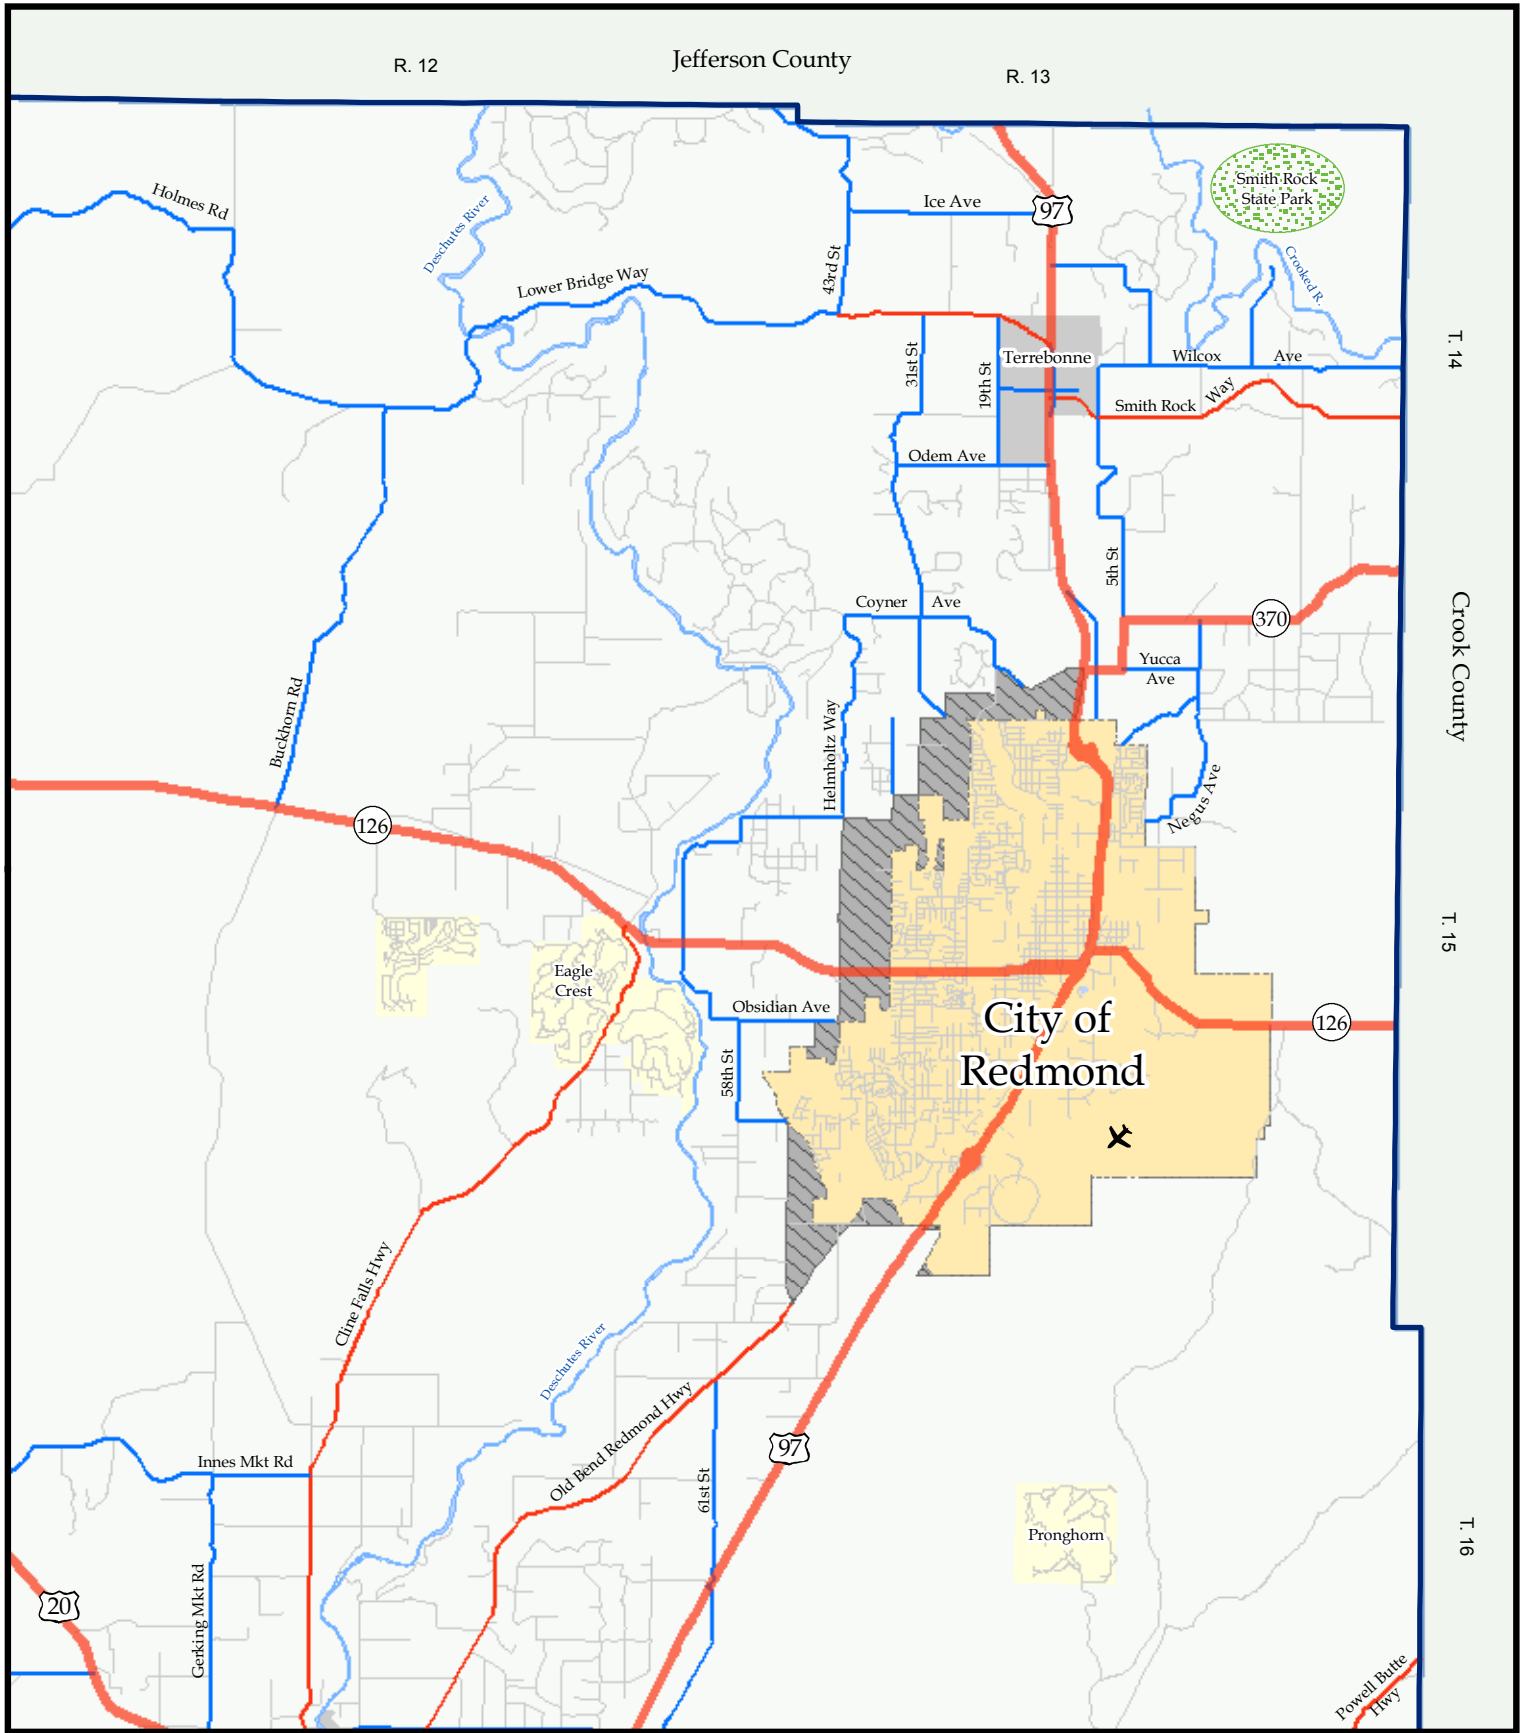 Jefferson County
R. 12
R. 13
Smith Rock
State Park
Holmes Rd
Ice Ave
97
Deschutes River
43rd St
Crooked R.
Lower Bridge Way
T. 14
31st St
19th St
Terrebonne
Wilcox
Ave
Way
Smith Rock
Odem Ave
5th St
Coyner
Ave
370
Crook County
Yucca
Ave
Buckhorn Rd
Helmholtz Way
Negus Ave
126
T. 15
Eagle
Crest
Obsidian Ave
City of
Redmond
126
58th St
Cline Falls Hwy
Deschutes River
Old Bend Redmond Hwy
97
Innes Mkt Rd
61st St
Pronghorn
T. 16
20
Gerking Mkt Rd
Powell Butte
Hwy